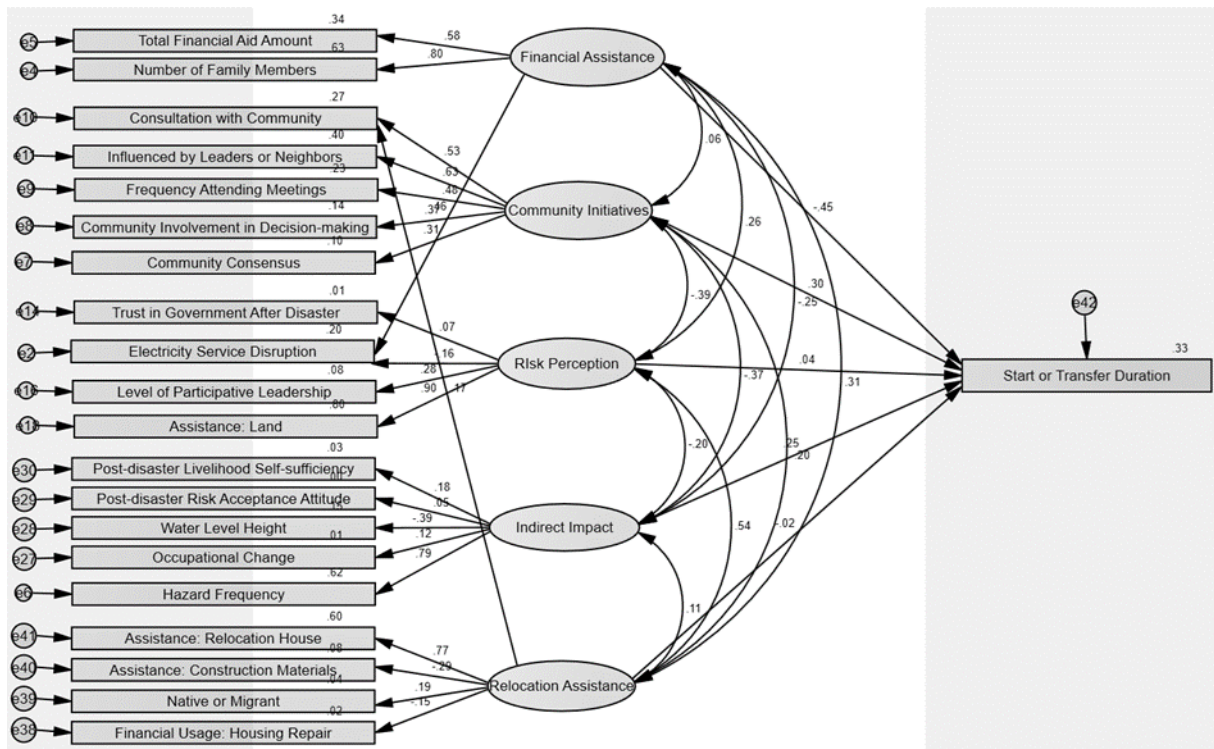 .34
e5
Total Financial Aid Amount
.58
Financial Assistance
.63
e4
Number of Family Members
.80
.27
Consultation with Community
.06
.40
e11
Influenced by Leaders or Neighbors
.53
.23
e9
Frequency Attending Meetings
.63
.48
.46
-.45
.14
e8
Community Involvement in Decision-making
.37
Community Initiatives
.26
.10
e7
Community Consensus
.31
.01
e14
Trust in Government After Disaster
.07
-.39
.30
-.25
e42
.20
e2
Electricity Service Disruption
-.16
RIsk Perception
.04
.33
Start or Transfer Duration
.08
e16
Level of Participative Leadership
.28
-.37
.31
.90
.17
e18
Assistance: Land
.03
e30
Post-disaster Livelihood Self-sufficiency
.18
-.20
.25
.20
e29
Post-disaster Risk Acceptance Attitude
.05
.15
e28
Water Level Height
-.39
Indirect Impact
.54
-.02
.01
e27
Occupational Change
.12
.79
.62
e6
Hazard Frequency
.11
.60
e41
Assistance: Relocation House
.77
.08
e40
Assistance: Construction Materials
-.29
Relocation Assistance
.04
e39
Native or Migrant
.19
-.15
.02
e38
Financial Usage: Housing Repair